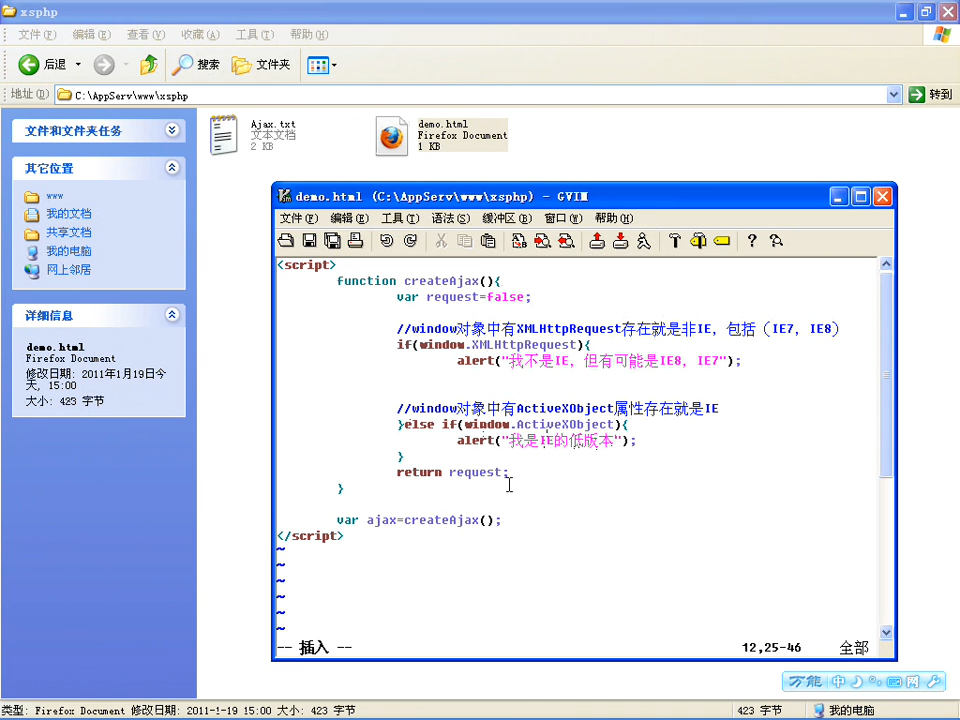 xsphp
文件(F) 编辑(E) 查看(V) 收藏(A) 工具(T) 帮助(H)
后退 搜索 文件夹
地址(D) C:\AppServ\www\xsphp 转到
文件和文件夹任务
其它位置
www
我的文档
共享文档
我的电脑
网上邻居
详细信息
demo.html
Firefox Document
修改日期: 2011年1月19日今
天, 15:00
大小: 423 字节
Ajax.txt
文本文档
2 KB
demo.html
Firefox Document
1 KB
demo.html (C:\AppServ\www\xsphp) - GVIM
文件(F) 编辑(E) 工具(T) 语法(S) 缓冲区(B) 窗口(W) 帮助(H)
<script>
function createAjax(){
var request=false;
//window对象中有XMLHttpRequest存在就是非IE，包括（IE7，IE8）
if(window.XMLHttpRequest){
alert("我不是IE，但有可能是IE8，IE7");
//window对象中有ActiveXObject属性存在就是IE
}else if(window.ActiveXObject){
alert("我是IE的低版本");
}
return request;
}
var ajax=createAjax();
</script>
~
~
~
~
~
~
-- 插入 -- 12,25-46 全部
万能 中 网
类型: Firefox Document 修改日期: 2011-1-19 15:00 大小: 423 字节 423 字节 我的电脑